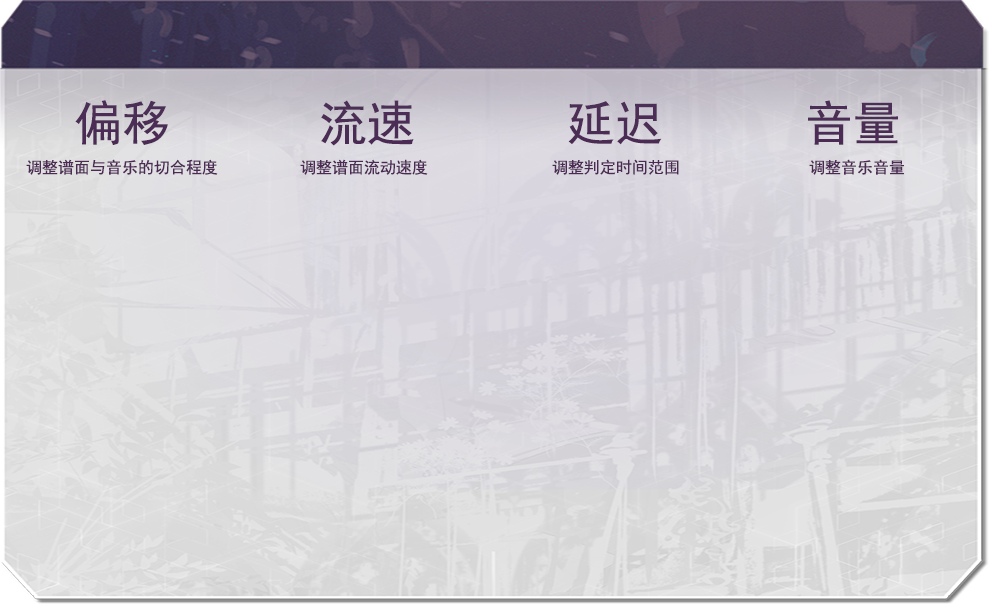 偏移
调整谱面与音乐的切合程度
流速
调整谱面流动速度
延迟
调整判定时间范围
音量
调整音乐音量